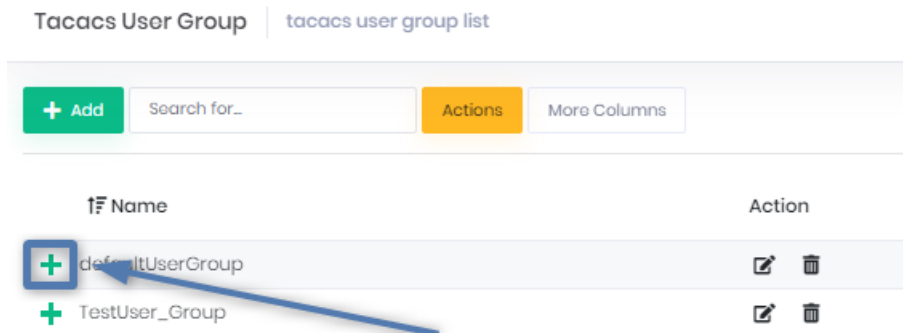 Tacacs User Group tacacs user group list
Add Search for... Actions More Columns
Name Action
defaultUserGroup
TestUser_Group